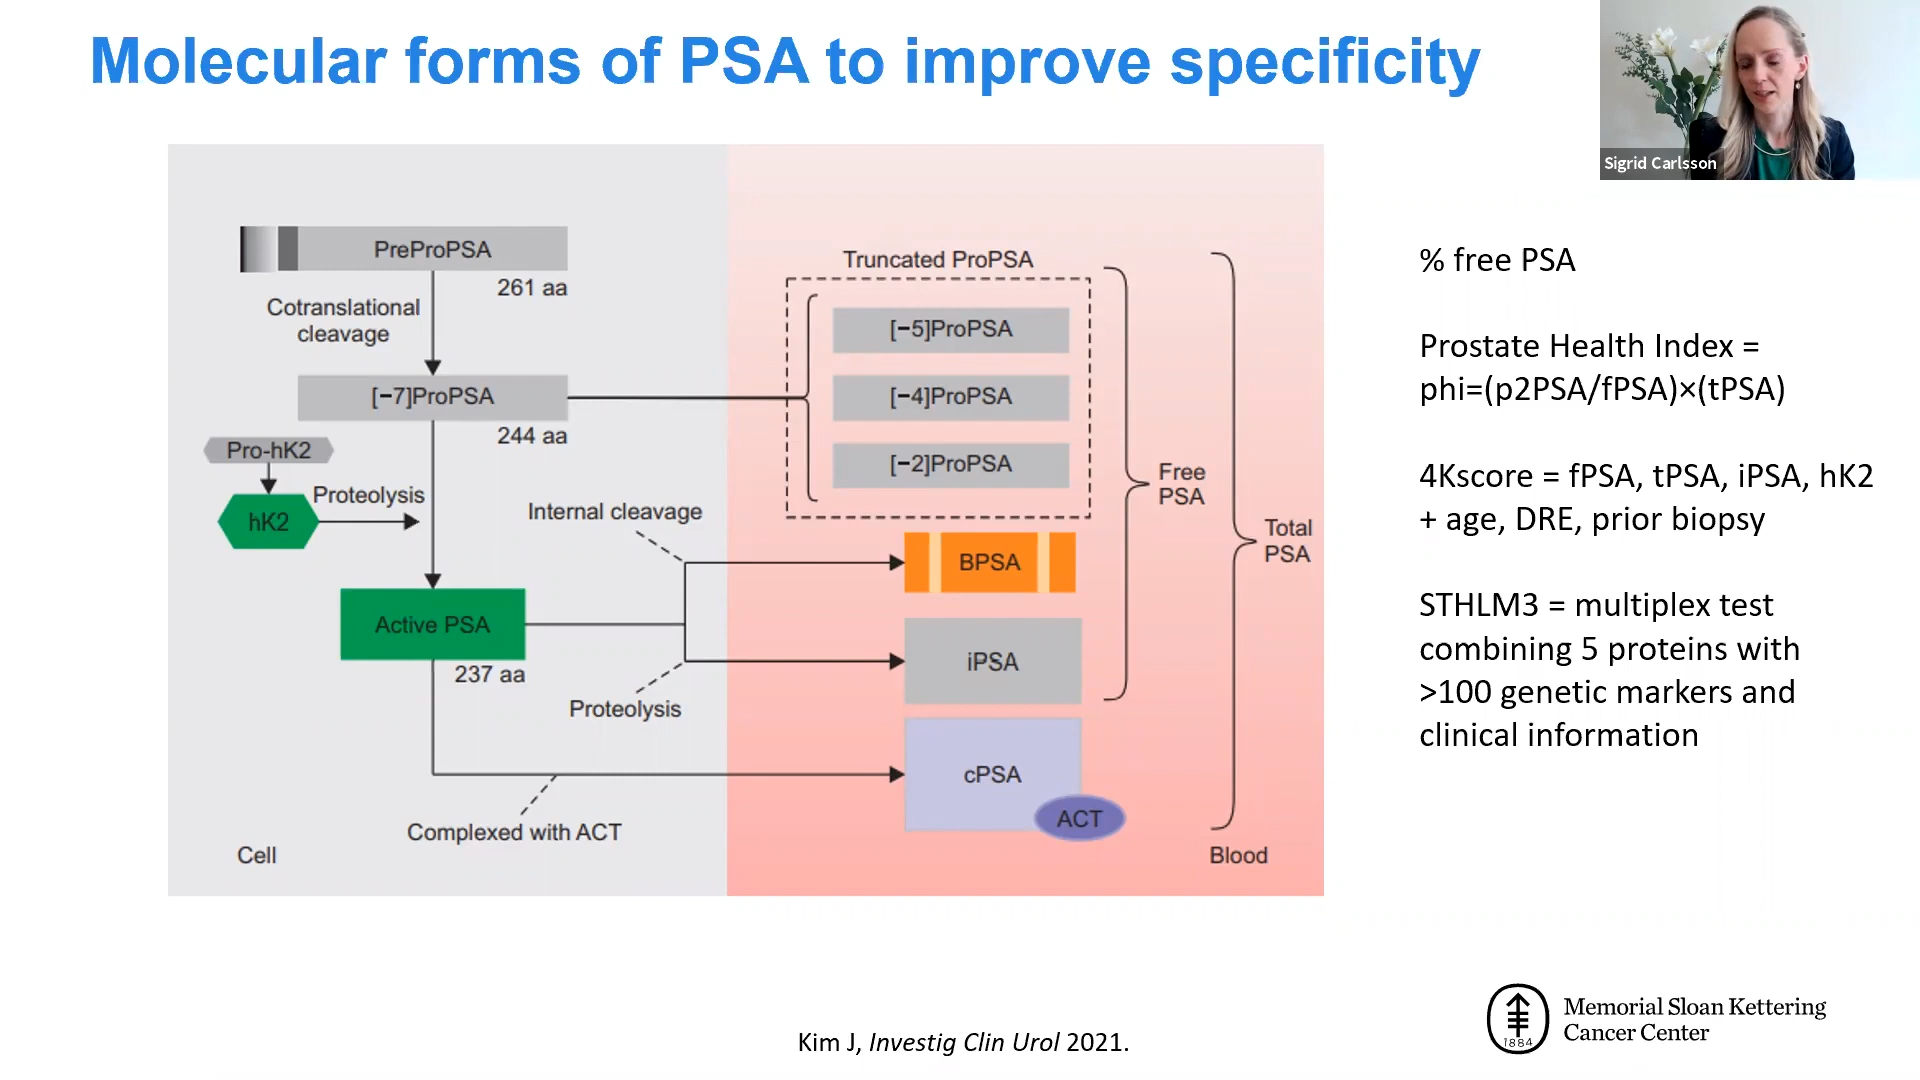 Molecular forms of PSA to improve specificity
Sigrid Carlsson
PreProPSA
261 aa
Cotranslational
cleavage
[−7]ProPSA
244 aa
Pro-hK2
hK2
Proteolysis
Active PSA
237 aa
Internal cleavage
Proteolysis
Complexed with ACT
Cell
Truncated ProPSA
[−5]ProPSA
[−4]ProPSA
[−2]ProPSA
BPSA
iPSA
cPSA
ACT
Free
PSA
Total
PSA
Blood
% free PSA
Prostate Health Index =
phi=(p2PSA/fPSA)×(tPSA)
4Kscore = fPSA, tPSA, iPSA, hK2
+ age, DRE, prior biopsy
STHLM3 = multiplex test
combining 5 proteins with
>100 genetic markers and
clinical information
Kim J, Investig Clin Urol 2021.
1884
Memorial Sloan Kettering
Cancer Center